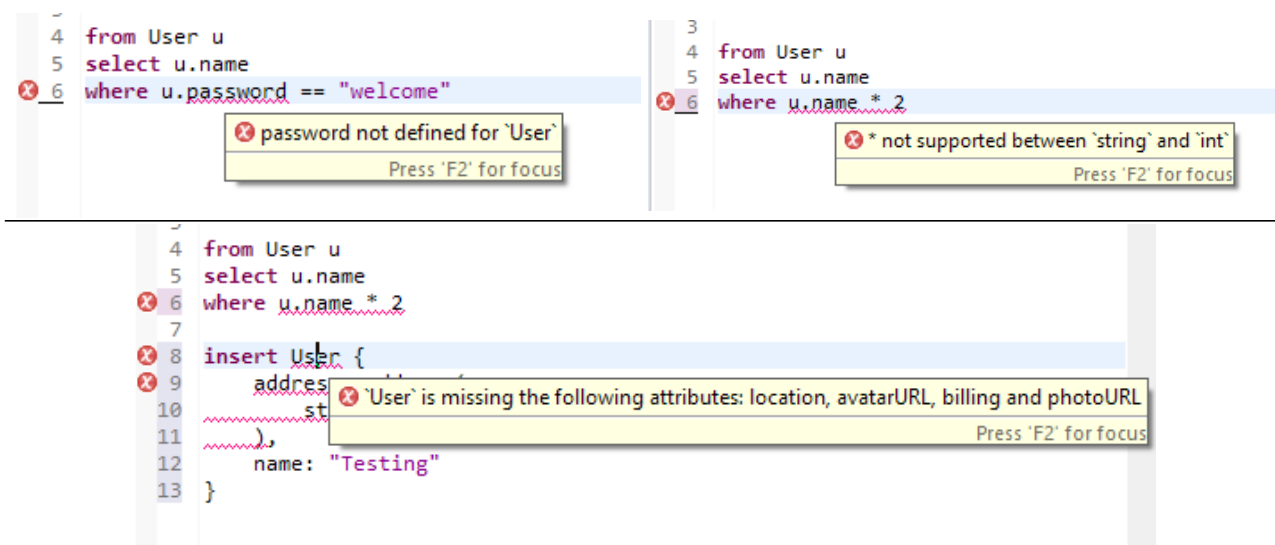 4 from User u
5 select u.name
6 where u.password == "welcome"
password not defined for `User`
Press 'F2' for focus
3
4 from User u
5 select u.name
6 where u.name * 2
* not supported between `string` and `int`
Press 'F2' for focus
4 from User u
5 select u.name
6 where u.name * 2
7
8 insert User {
9 addres
`User` is missing the following attributes: location, avatarURL, billing and photoURL
10 st
Press 'F2' for focus
11 ),
12 name: "Testing"
13 }